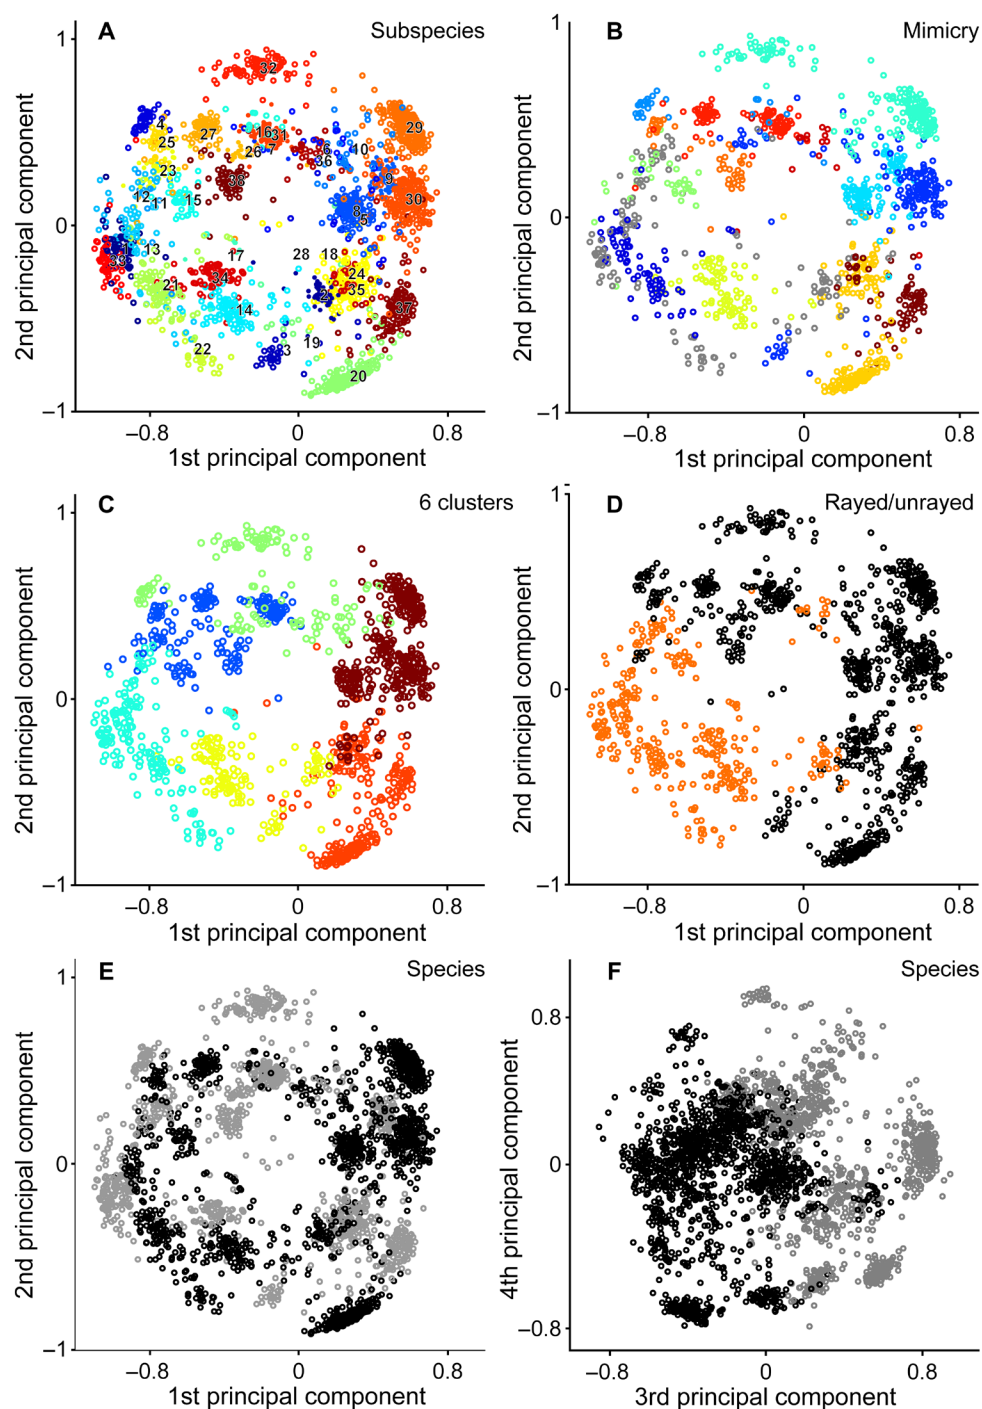 A Subspecies
1
0
−1
−0.8 0 0.8
1st principal component
2nd principal component
32
4
25
27
16 31
7
26
6
36
10
29
23
38
9
12
11
15
8
5
30
1
13
33
17
28
18
21
34
24
2
35
14
37
22
3
19
20
B Mimicry
1
0
−1
−0.8 0 0.8
1st principal component
2nd principal component
C 6 clusters
1
0
−1
−0.8 0 0.8
1st principal component
2nd principal component
D Rayed/unrayed
1
0
−1
−0.8 0 0.8
1st principal component
2nd principal component
E Species
1
0
−1
−0.8 0 0.8
1st principal component
2nd principal component
F Species
0.8
0
−0.8
−0.8 0 0.8
3rd principal component
4th principal component